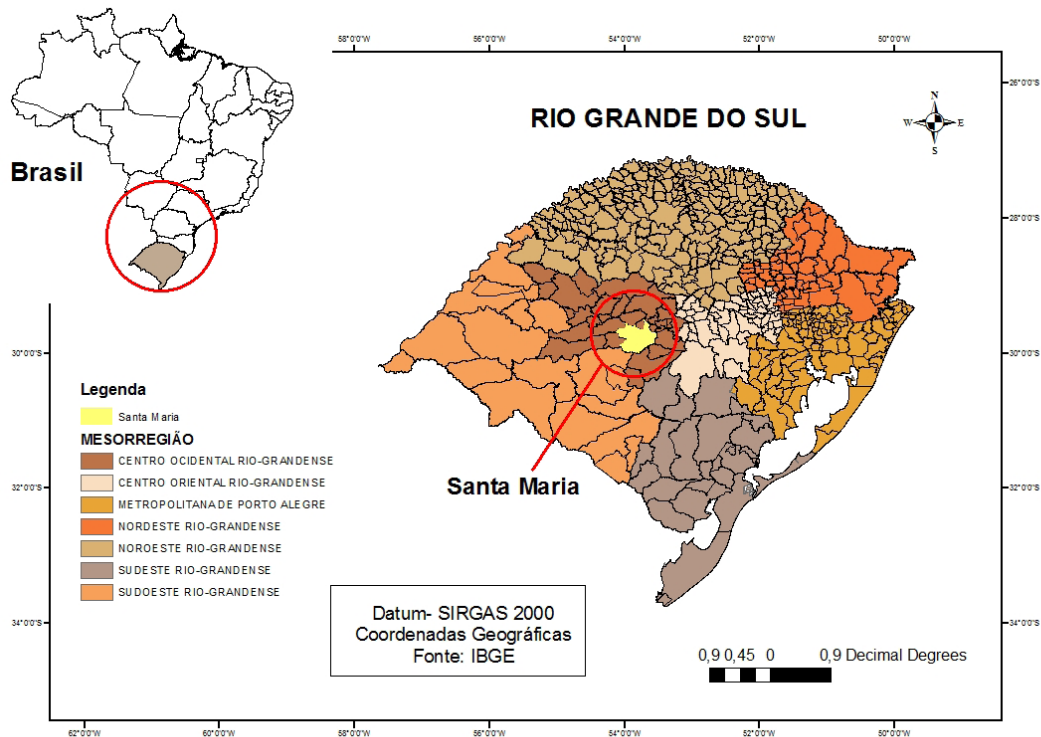 58°0'0"W 56°0'0"W 54°0'0"W 52°0'0"W 50°0'0"W
26°0'0"S
RIO GRANDE DO SUL
N
W E
S
Brasil
28°0'0"S
30°0'0"S
30°0'0"S
Legenda
Santa Maria
MESORREGIÃO
CENTRO OCIDENTAL RIO-GRANDENSE
CENTRO ORIENTAL RIO-GRANDENSE
METROPOLITANA DE PORTO ALEGRE
NORDESTE RIO-GRANDENSE
NOROESTE RIO-GRANDENSE
SUDESTE RIO-GRANDENSE
SUDOESTE RIO-GRANDENSE
Santa Maria
32°0'0"S
32°0'0"S
Datum- SIRGAS 2000
Coordenadas Geográficas
Fonte: IBGE
34°0'0"S
34°0'0"S
0,9 0,45 0 0,9 Decimal Degrees
62°0'0"W 60°0'0"W 58°0'0"W 56°0'0"W 54°0'0"W 52°0'0"W 50°0'0"W